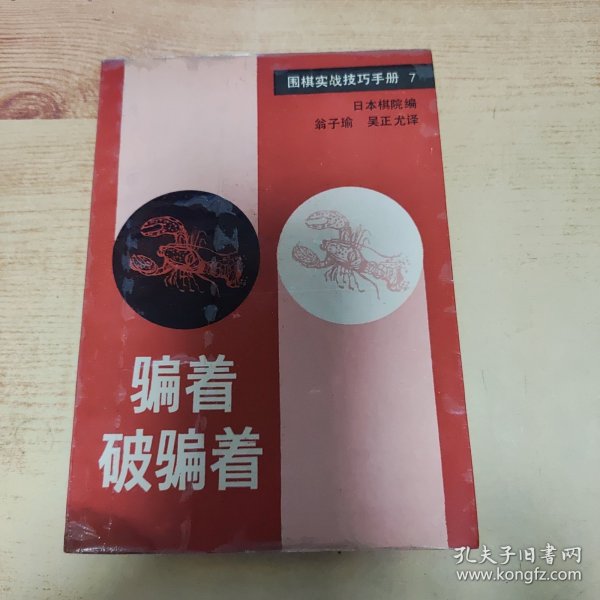 围棋实战技巧手册 7
日本棋院编
翁子瑜 吴正尤译
骗着
破骗着
孔夫子旧书网
www.kongfz.com